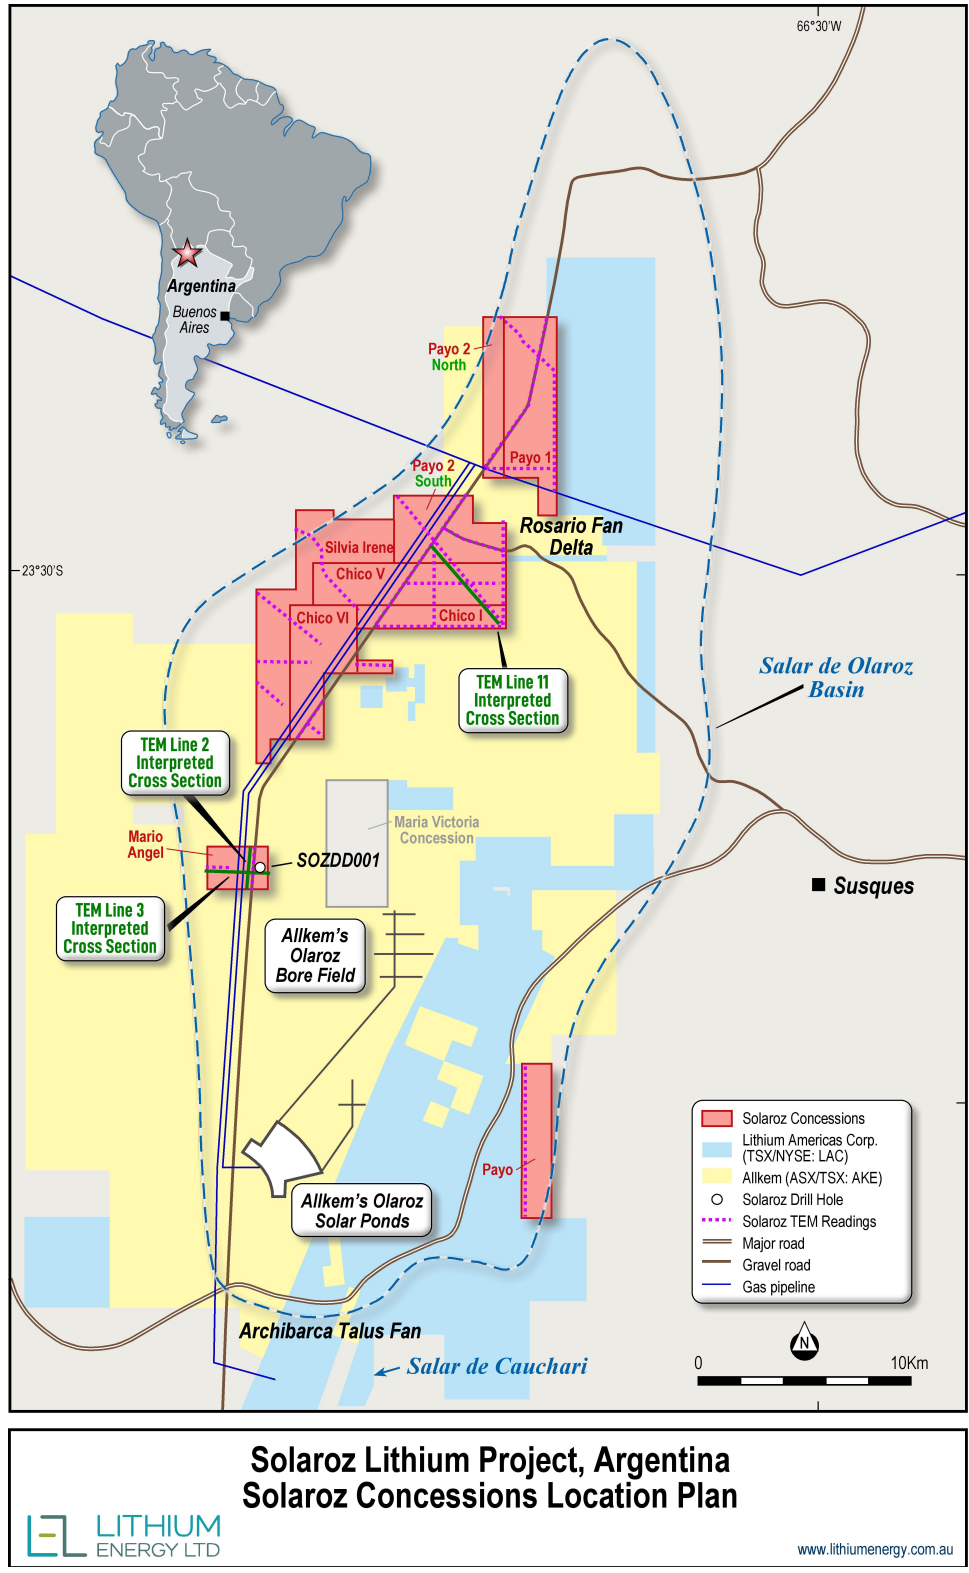 66°30'W
Argentina
Buenos
Aires
Payo 2
North
Payo 2
South
Payo 1
Rosario Fan
Delta
Silvia Irene
Chico V
23°30'S
Chico VI
Chico I
TEM Line 11
Interpreted
Cross Section
Salar de Olaroz
Basin
TEM Line 2
Interpreted
Cross Section
Maria Victoria
Concession
Mario
Angel
SOZDD001
Susques
TEM Line 3
Interpreted
Cross Section
Allkem's
Olaroz
Bore Field
Payo
Allkem's Olaroz
Solar Ponds
Solaroz Concessions
Lithium Americas Corp.
(TSX/NYSE: LAC)
Allkem (ASX/TSX: AKE)
Solaroz Drill Hole
Solaroz TEM Readings
Major road
Gravel road
Gas pipeline
Archibarca Talus Fan
Salar de Cauchari
N
0 10Km
Solaroz Lithium Project, Argentina
Solaroz Concessions Location Plan
LITHIUM
ENERGY LTD
www.lithiumenergy.com.au